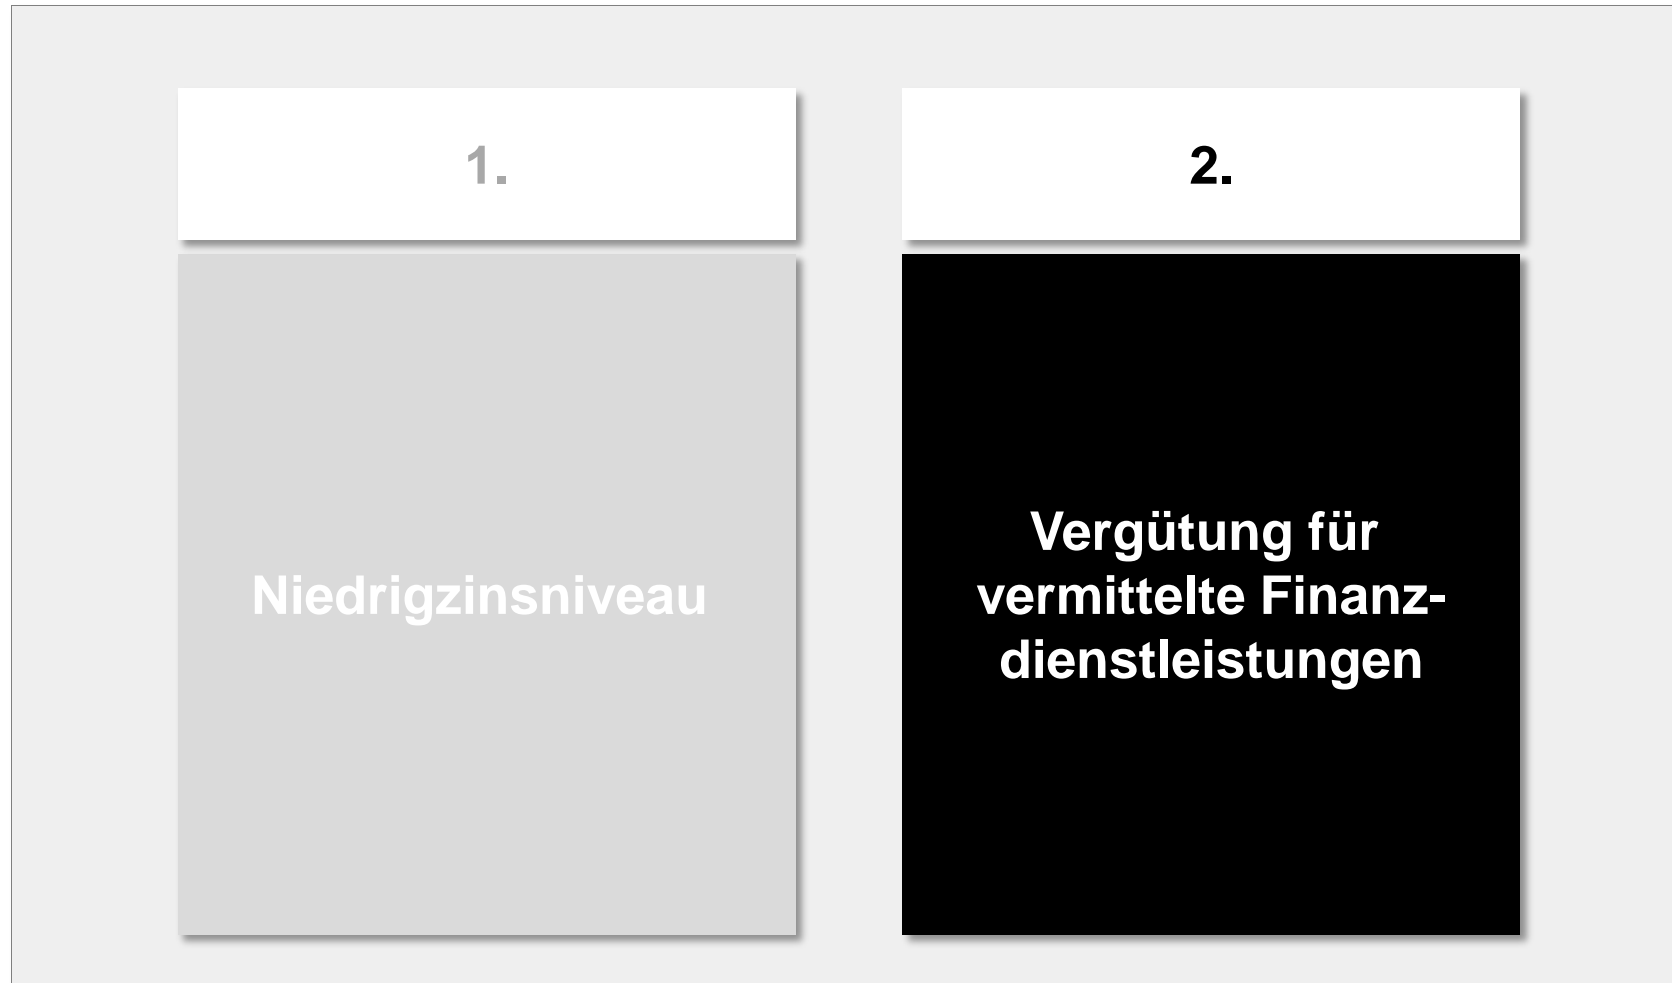 1.
Niedrigzinsniveau
2.
Vergütung für
vermittelte Finanz-
dienstleistungen